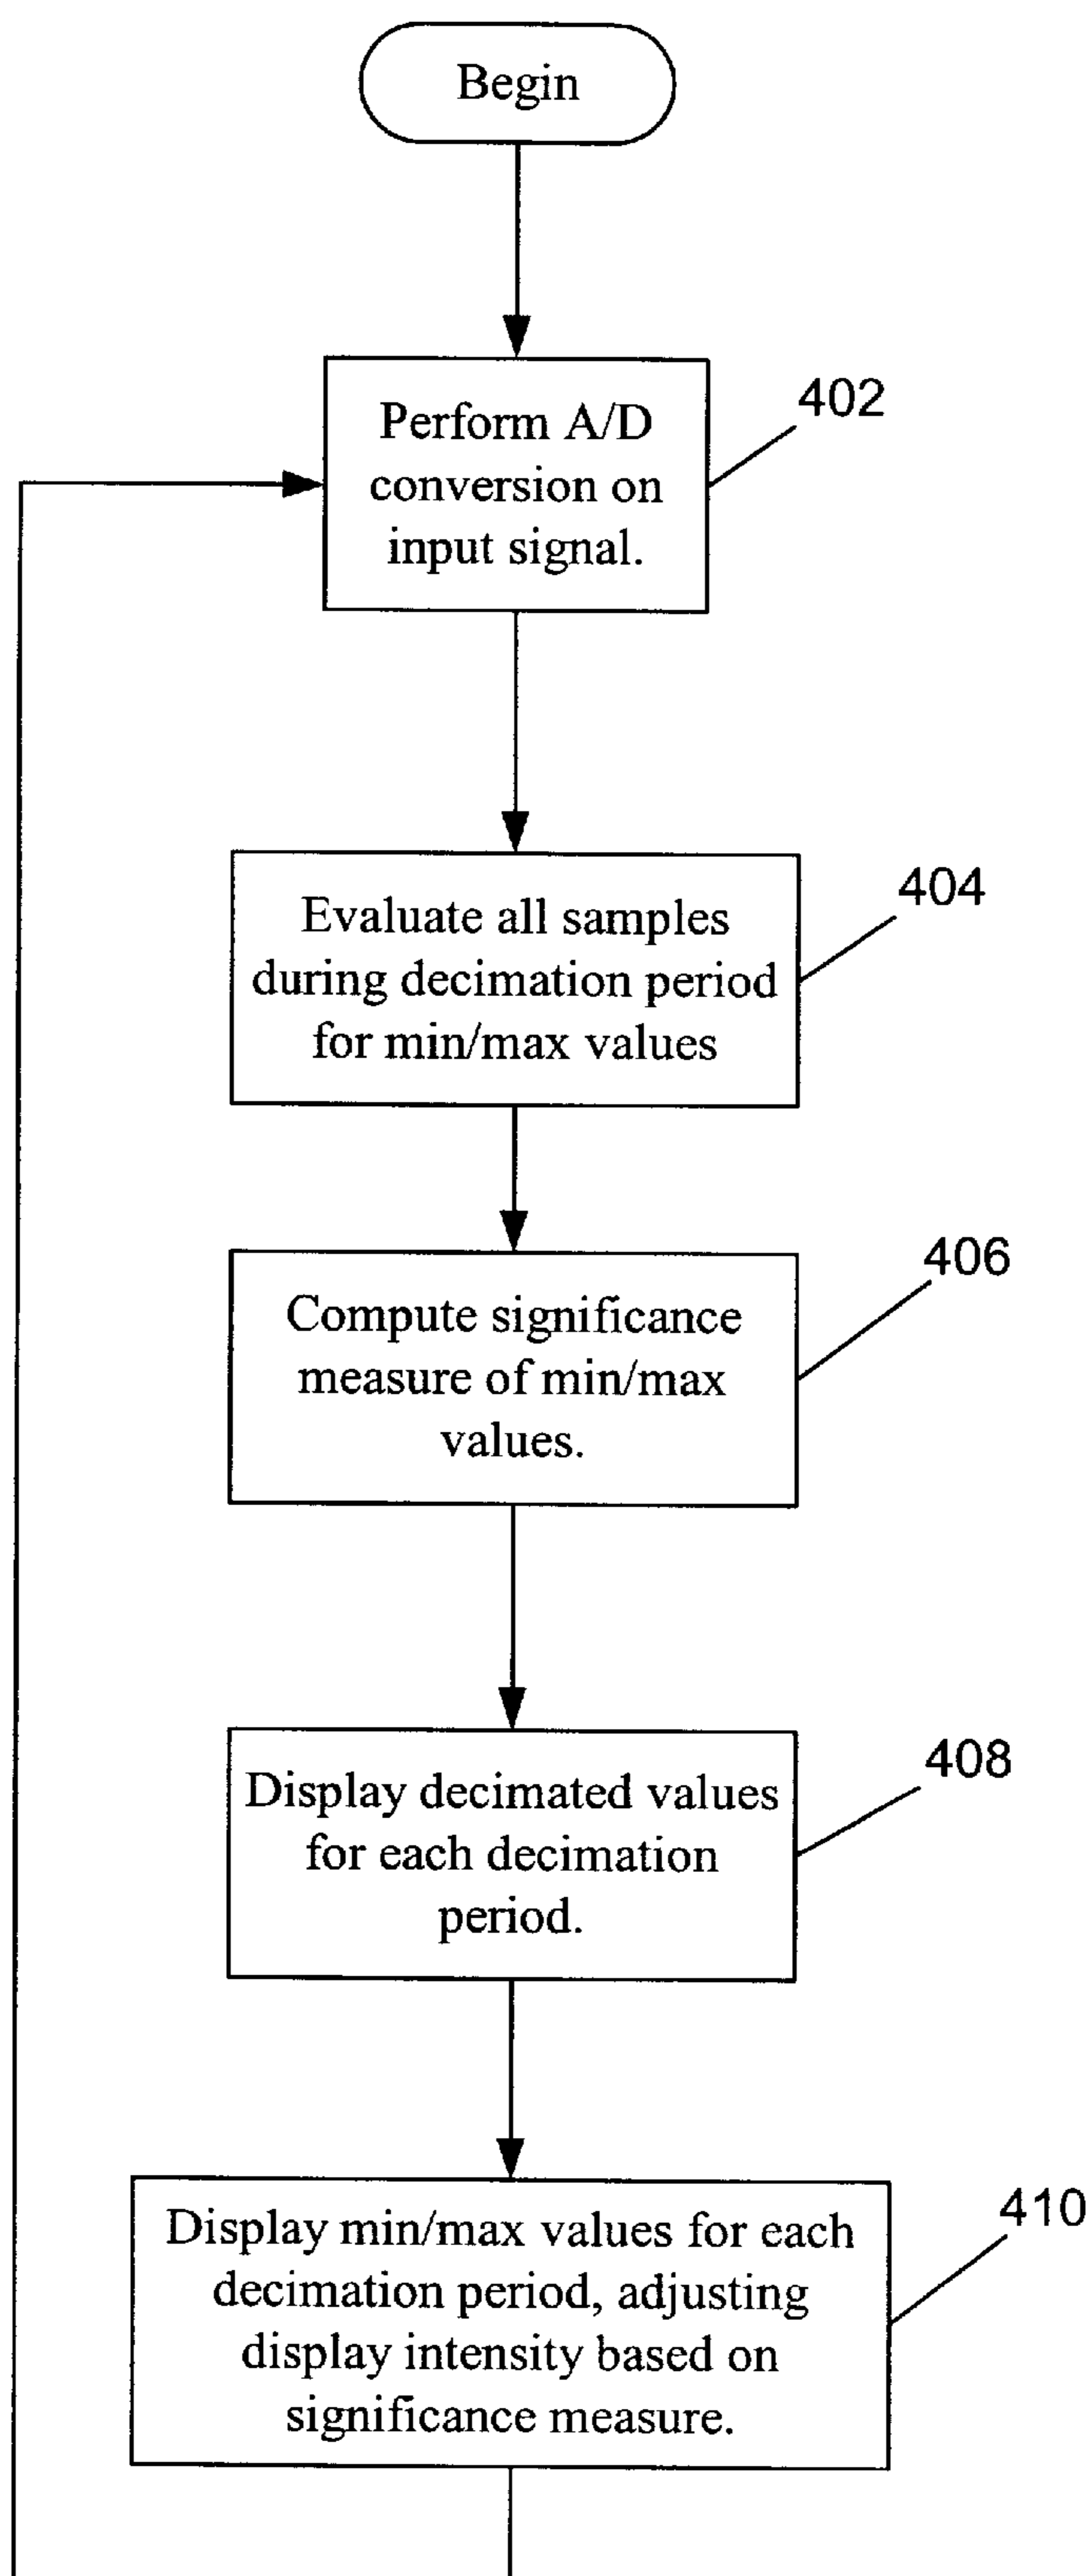 Begin
Perform A/D
conversion on
input signal.
402
Evaluate all samples
during decimation period
for min/max values
404
Compute significance
measure of min/max
values.
406
Display decimated values
for each decimation
period.
408
Display min/max values for each
decimation period, adjusting
display intensity based on
significance measure.
410